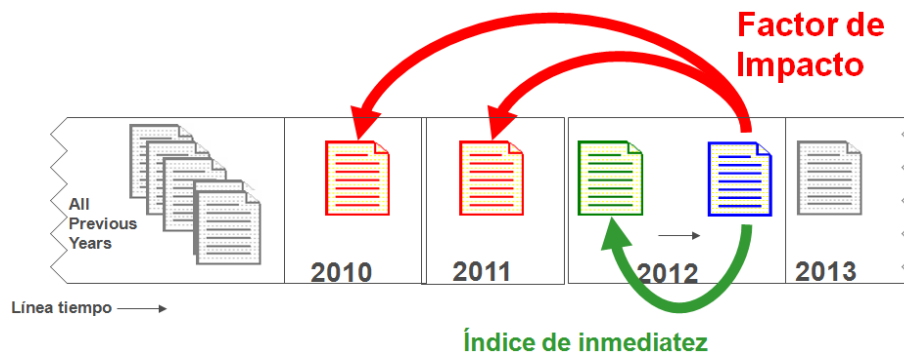 Factor de
Impacto
All
Previous
Years
2010
2011
2012
2013
Línea tiempo
Índice de inmediatez